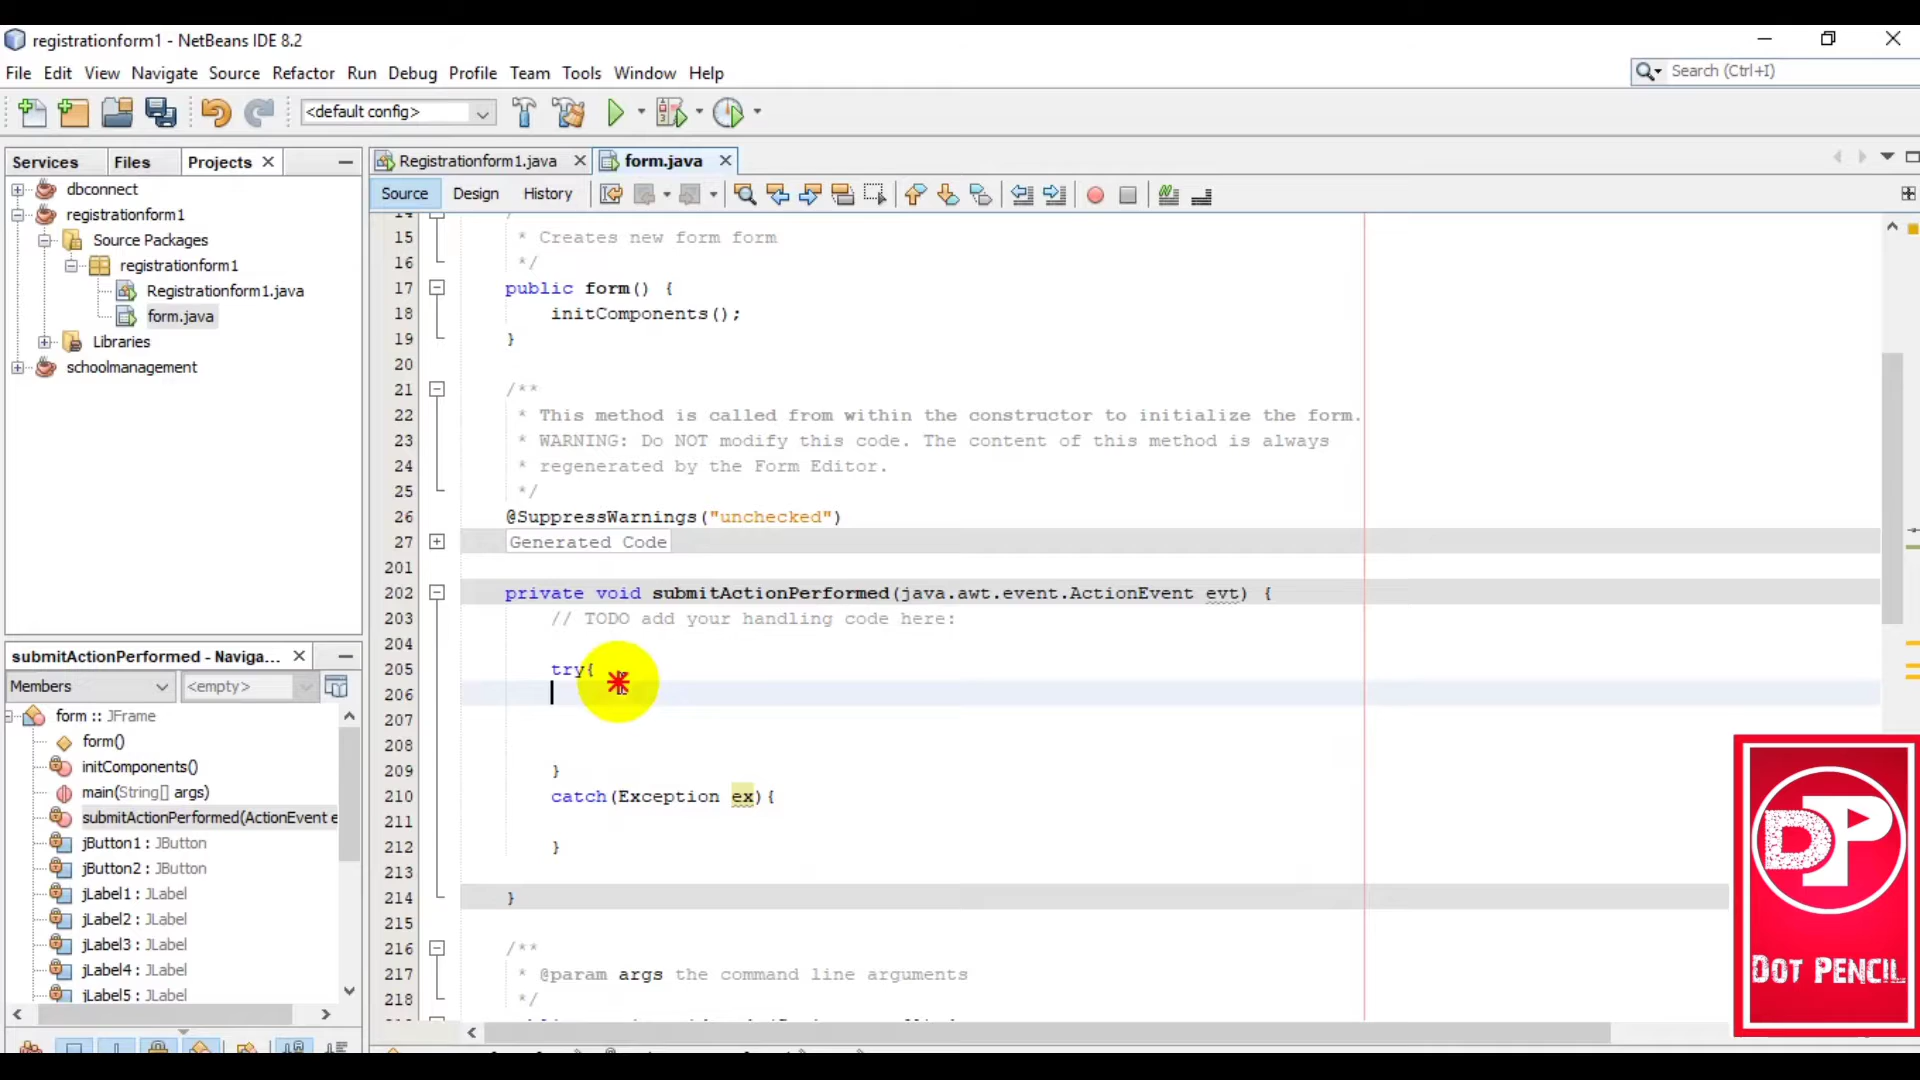 registrationform1 - NetBeans IDE 8.2
File Edit View Navigate Source Refactor Run Debug Profile Team Tools Window Help
Search (Ctrl+I)
<default config>
Services Files Projects
dbconnect
registrationform1
Source Packages
registrationform1
Registrationform1.java
form.java
Libraries
schoolmanagement
submitActionPerformed - Naviga...
Members <empty>
form :: JFrame
form()
initComponents()
main(String[] args)
submitActionPerformed(ActionEvent e
jButton1 : JButton
jButton2 : JButton
jLabel1 : JLabel
jLabel2 : JLabel
jLabel3 : JLabel
jLabel4 : JLabel
jLabel5 : JLabel
Registrationform1.java form.java
Source Design History
14 /
15 * Creates new form form
16 */
17 public form() {
18 initComponents();
19 }
20
21 /**
22 * This method is called from within the constructor to initialize the form.
23 * WARNING: Do NOT modify this code. The content of this method is always
24 * regenerated by the Form Editor.
25 */
26 @SuppressWarnings("unchecked")
27 Generated Code
201
202 private void submitActionPerformed(java.awt.event.ActionEvent evt) {
203 // TODO add your handling code here:
204
205 try{
206
207
208
209 }
210 catch(Exception ex){
211
212 }
213
214 }
215
216 /**
217 * @param args the command line arguments
218 */
DP
DOT PENCIL